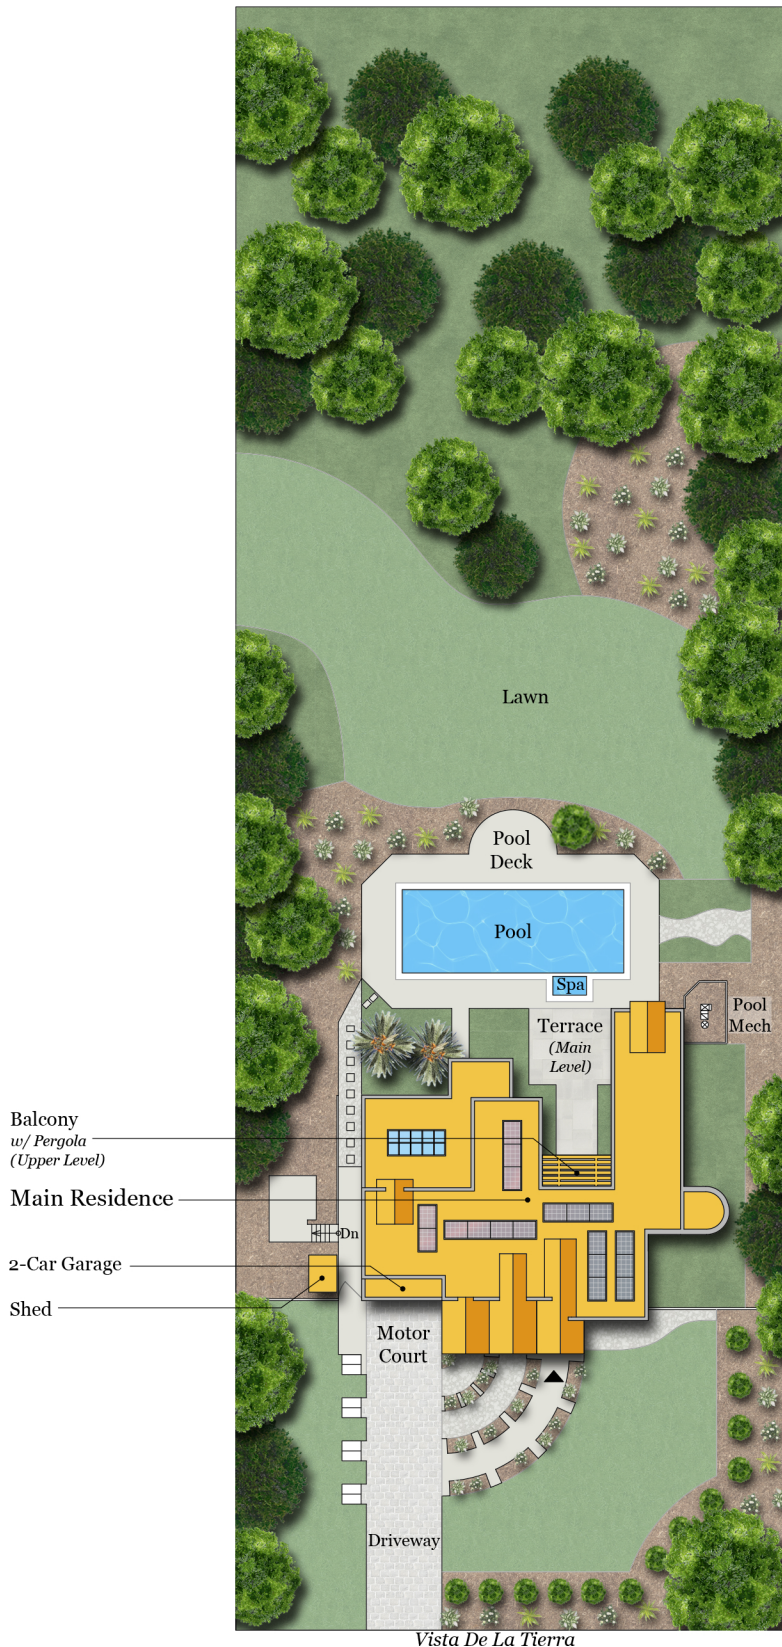 Lawn
Pool
Deck
Pool
Spa
Terrace
(Main
Level)
Pool
Mech
Balcony
w/ Pergola
(Upper Level)
Main Residence
Dn
2-Car Garage
Shed
Motor
Court
Driveway
Vista De La Tierra